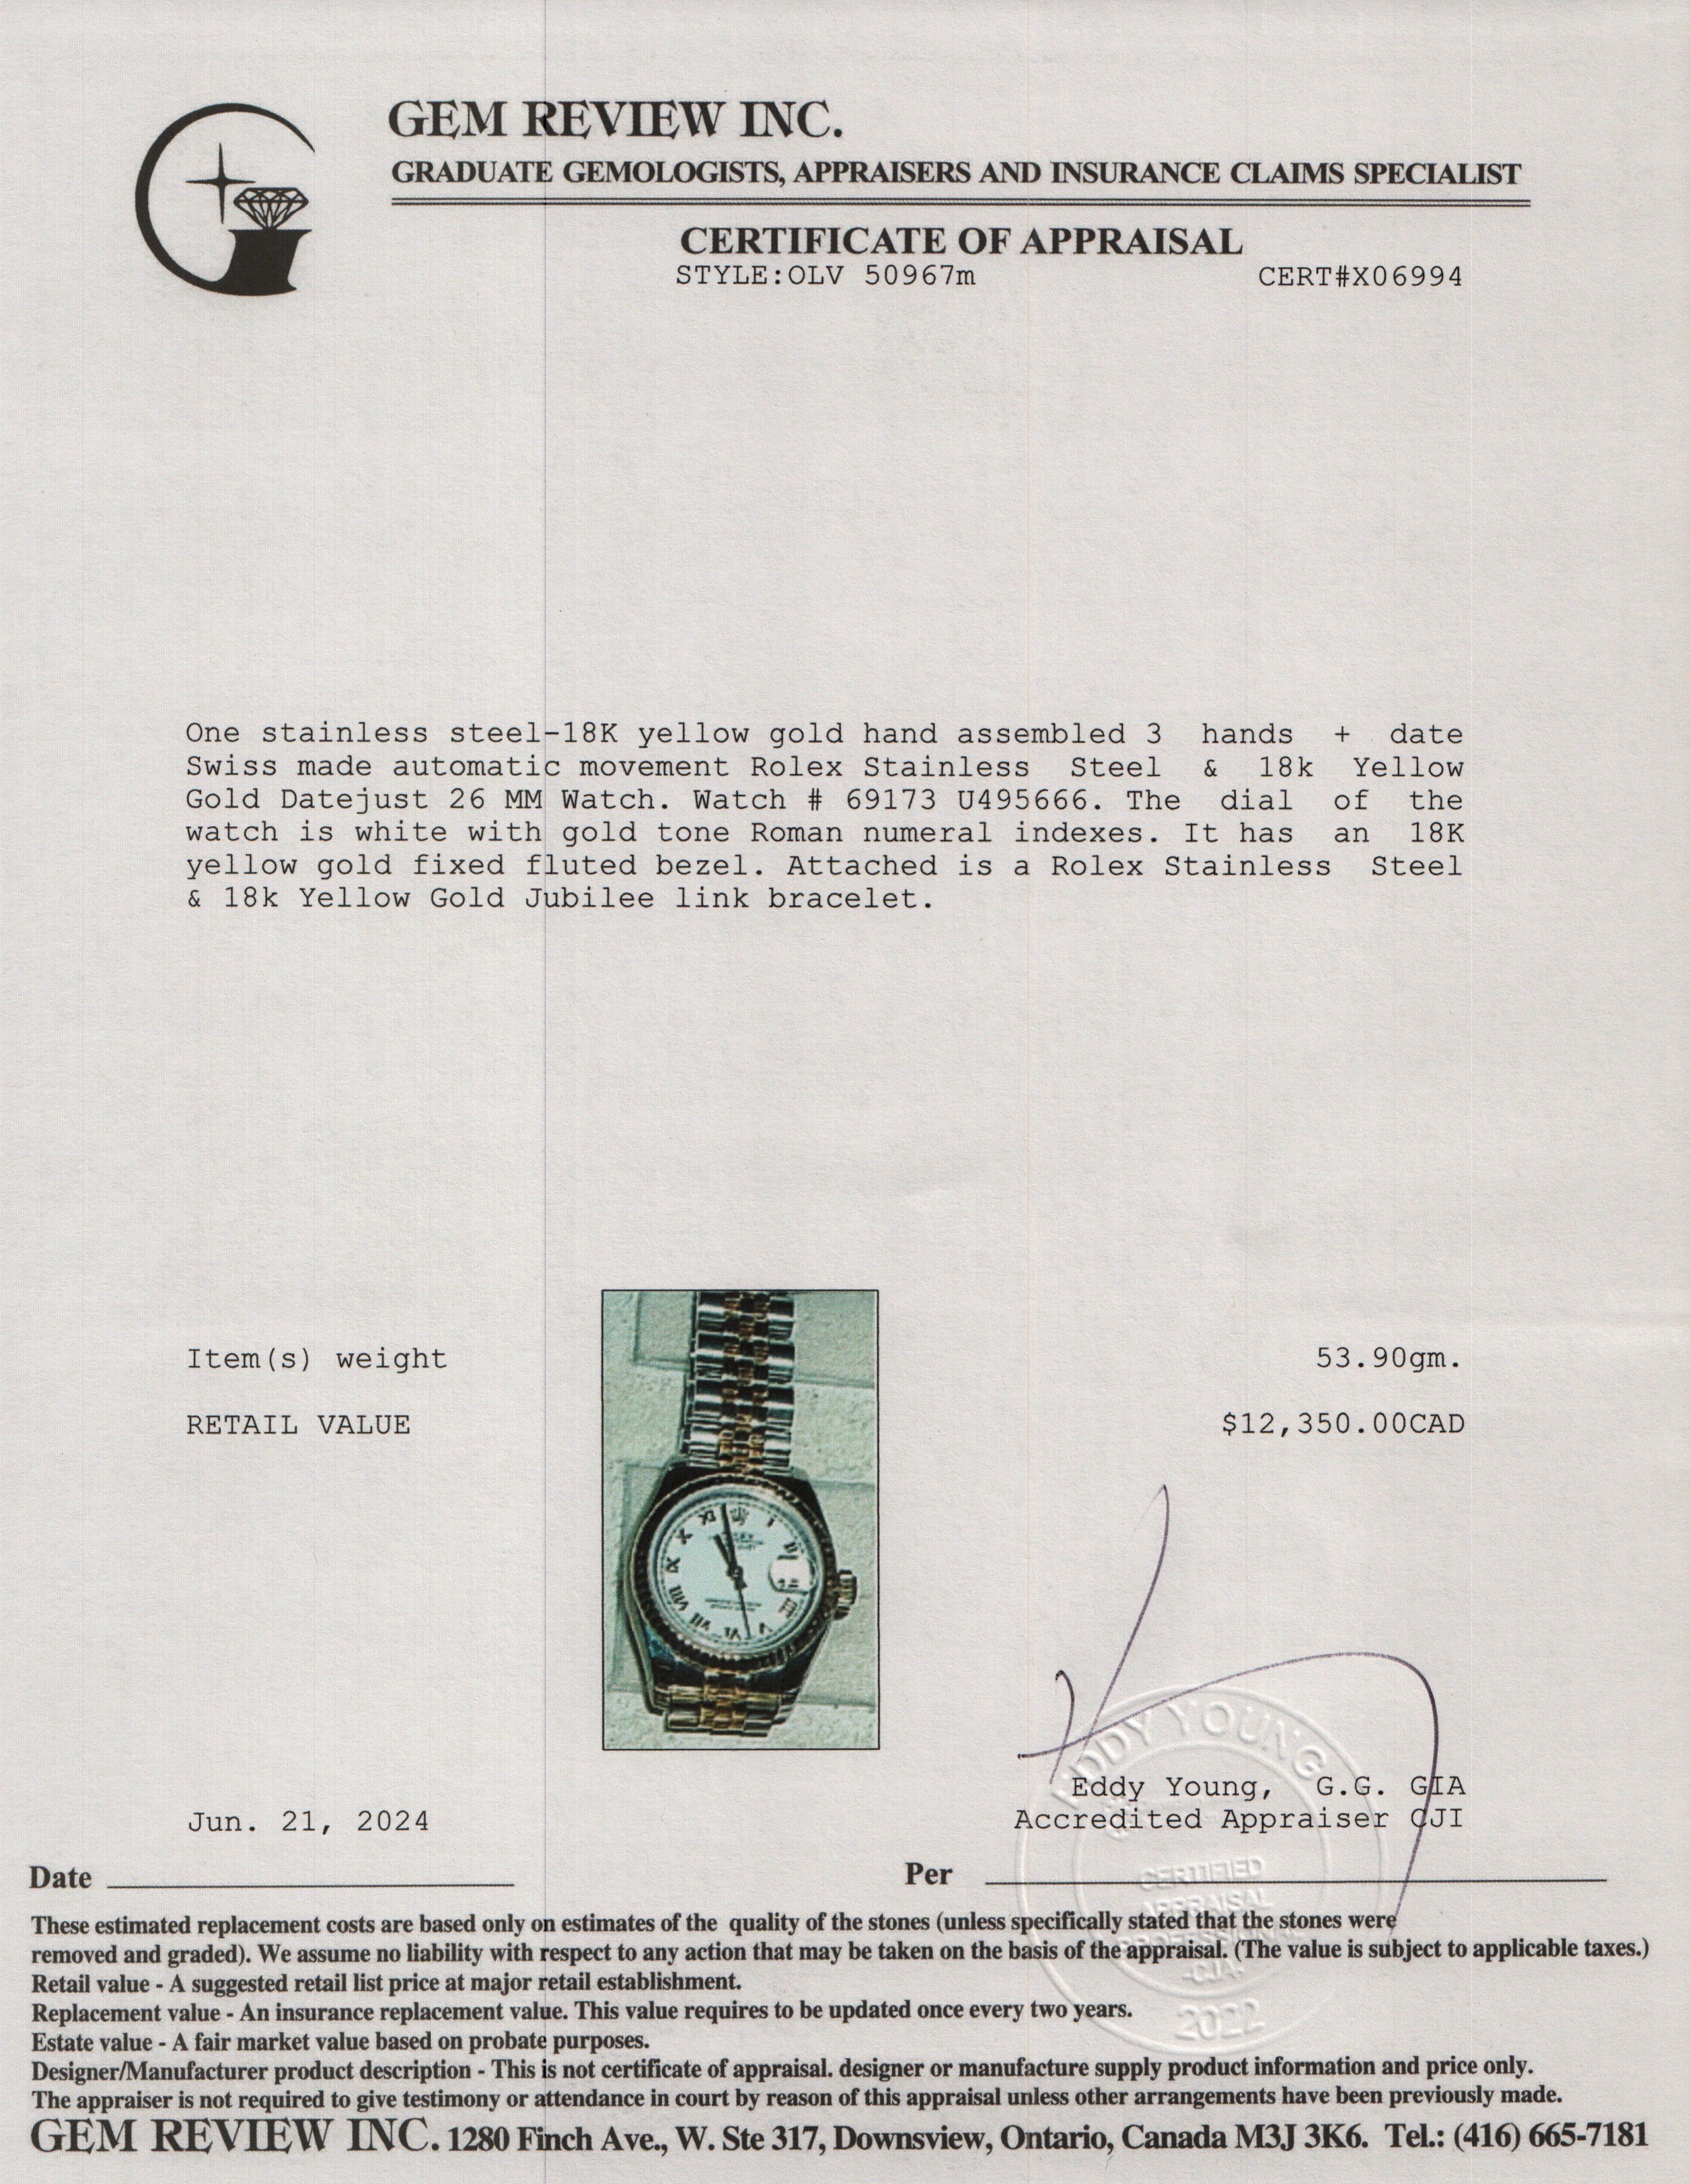 GEM REVIEW INC.
GRADUATE GEMOLOGISTS, APPRAISERS AND INSURANCE CLAIMS SPECIALIST
CERTIFICATE OF APPRAISAL
STYLE:OLV 50967m CERT#X06994
One stainless steel-18K yellow gold hand assembled 3 hands + date
Swiss made automatic movement Rolex Stainless Steel & 18k Yellow
Gold Datejust 26 MM Watch. Watch # 69173 U495666. The dial of the
watch is white with gold tone Roman numeral indexes. It has an 18K
yellow gold fixed fluted bezel. Attached is a Rolex Stainless Steel
& 18k Yellow Gold Jubilee link bracelet.
Item(s) weight 53.90gm.
RETAIL VALUE $12,350.00CAD
EDDY YOUNG
CERTIFIED
APPRAISAL
PROFESSIONAL
-CJA-
2022
Eddy Young, G.G. GIA
Jun. 21, 2024 Accredited Appraiser CJI
Date Per
These estimated replacement costs are based only on estimates of the quality of the stones (unless specifically stated that the stones were
removed and graded). We assume no liability with respect to any action that may be taken on the basis of the appraisal. (The value is subject to applicable taxes.)
Retail value - A suggested retail list price at major retail establishment.
Replacement value - An insurance replacement value. This value requires to be updated once every two years.
Estate value - A fair market value based on probate purposes.
Designer/Manufacturer product description - This is not certificate of appraisal. designer or manufacture supply product information and price only.
The appraiser is not required to give testimony or attendance in court by reason of this appraisal unless other arrangements have been previously made.
GEM REVIEW INC. 1280 Finch Ave., W. Ste 317, Downsview, Ontario, Canada M3J 3K6. Tel.: (416) 665-7181